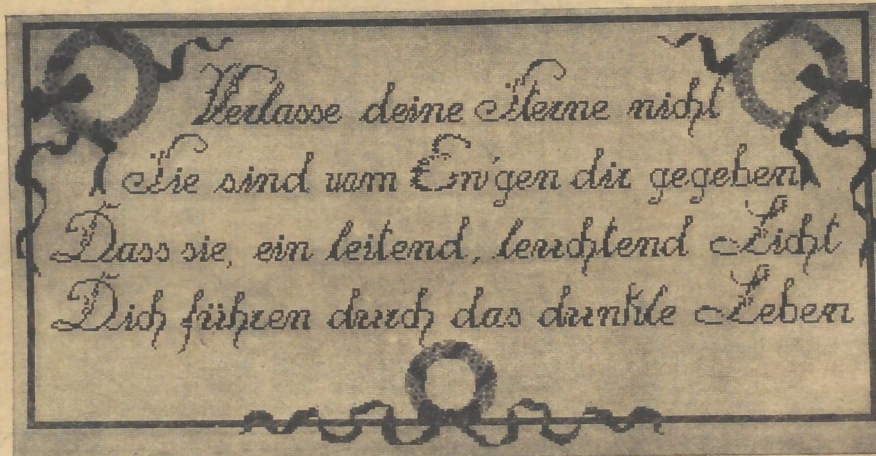 Verlasse deine Sterne nicht
Sie sind vom Ew'gen dir gegeben
Dass sie, ein leitend, leuchtend Licht
Dich führen durch das dunkle Leben